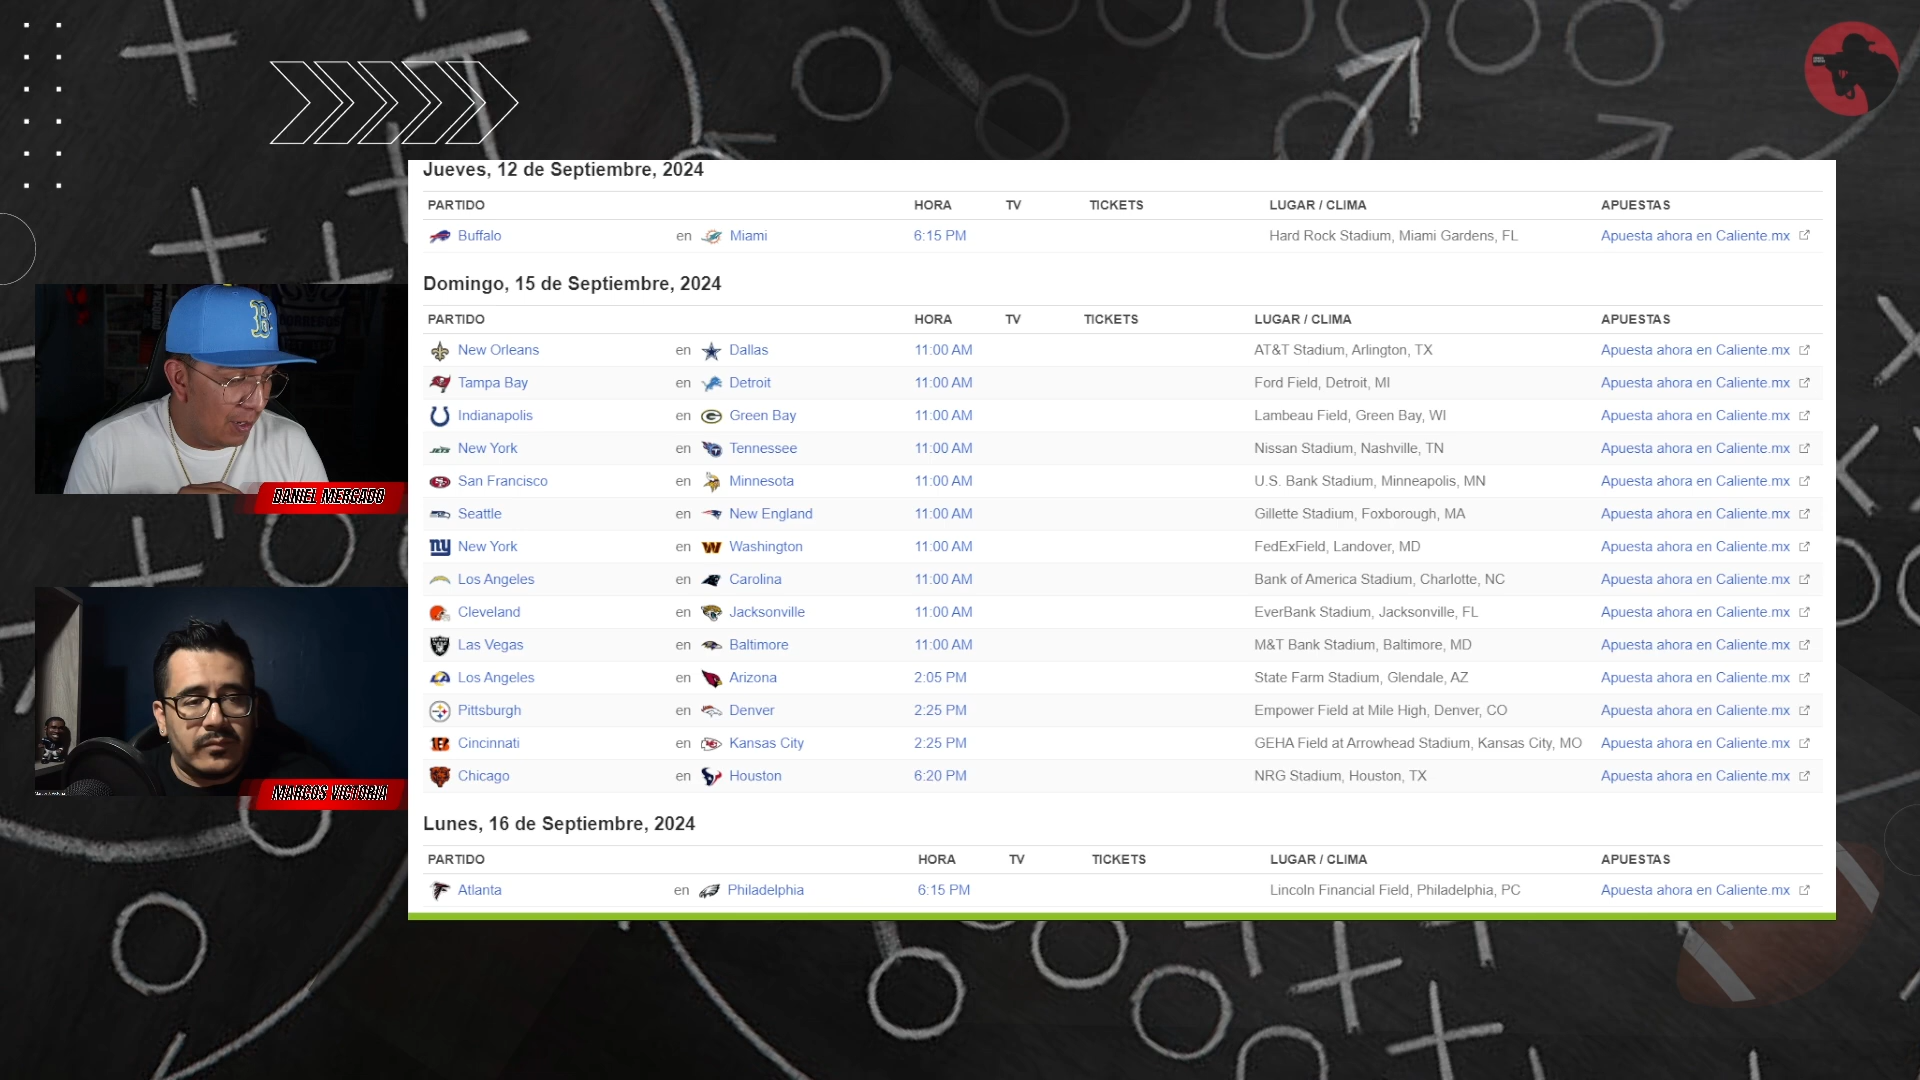 Jueves, 12 de Septiembre, 2024
PARTIDO HORA TV TICKETS LUGAR / CLIMA APUESTAS
Buffalo en Miami 6:15 PM Hard Rock Stadium, Miami Gardens, FL Apuesta ahora en Caliente.mx
Domingo, 15 de Septiembre, 2024
PARTIDO HORA TV TICKETS LUGAR / CLIMA APUESTAS
New Orleans en Dallas 11:00 AM AT&T Stadium, Arlington, TX Apuesta ahora en Caliente.mx
Tampa Bay en Detroit 11:00 AM Ford Field, Detroit, MI Apuesta ahora en Caliente.mx
Indianapolis en Green Bay 11:00 AM Lambeau Field, Green Bay, WI Apuesta ahora en Caliente.mx
JETS New York en Tennessee 11:00 AM Nissan Stadium, Nashville, TN Apuesta ahora en Caliente.mx
San Francisco en Minnesota 11:00 AM U.S. Bank Stadium, Minneapolis, MN Apuesta ahora en Caliente.mx
Seattle en New England 11:00 AM Gillette Stadium, Foxborough, MA Apuesta ahora en Caliente.mx
ny New York en W Washington 11:00 AM FedExField, Landover, MD Apuesta ahora en Caliente.mx
Los Angeles en Carolina 11:00 AM Bank of America Stadium, Charlotte, NC Apuesta ahora en Caliente.mx
Cleveland en Jacksonville 11:00 AM EverBank Stadium, Jacksonville, FL Apuesta ahora en Caliente.mx
Las Vegas en Baltimore 11:00 AM M&T Bank Stadium, Baltimore, MD Apuesta ahora en Caliente.mx
Los Angeles en Arizona 2:05 PM State Farm Stadium, Glendale, AZ Apuesta ahora en Caliente.mx
Pittsburgh en Denver 2:25 PM Empower Field at Mile High, Denver, CO Apuesta ahora en Caliente.mx
Cincinnati en Kansas City 2:25 PM GEHA Field at Arrowhead Stadium, Kansas City, MO Apuesta ahora en Caliente.mx
Chicago en Houston 6:20 PM NRG Stadium, Houston, TX Apuesta ahora en Caliente.mx
Lunes, 16 de Septiembre, 2024
PARTIDO HORA TV TICKETS LUGAR / CLIMA APUESTAS
Atlanta en Philadelphia 6:15 PM Lincoln Financial Field, Philadelphia, PC Apuesta ahora en Caliente.mx
B
DANIEL MERCADO
MARCOS VICTORIA